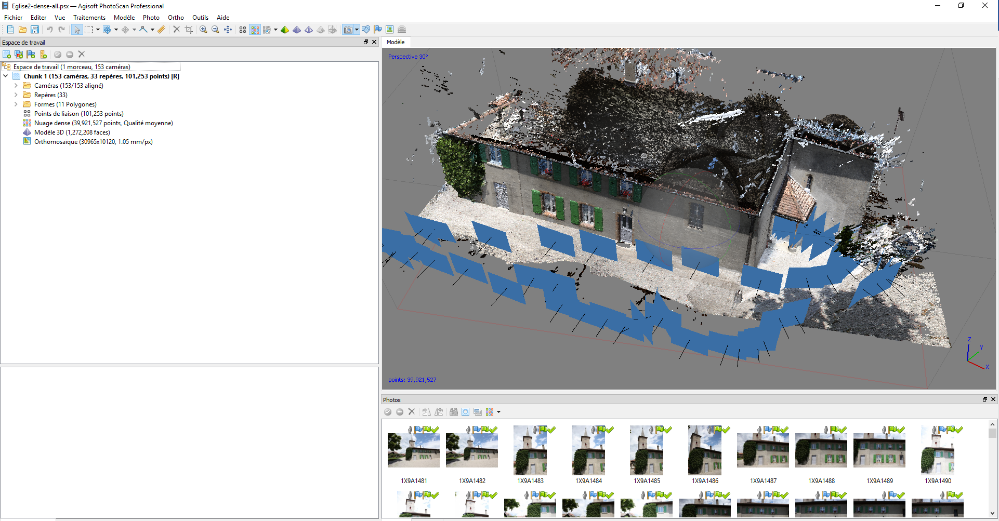 Eglise2-dense-all.psx — Agisoft PhotoScan Professional
Fichier Editer Vue Traitements Modèle Photo Ortho Outils Aide
Espace de travail
Espace de travail (1 morceau, 153 caméras)
Chunk 1 (153 caméras, 33 repères, 101,253 points) [R]
Caméras (153/153 aligné)
Repères (33)
Formes (11 Polygones)
Points de liaison (101,253 points)
Nuage dense (39,921,527 points, Qualité moyenne)
Modèle 3D (1,272,208 faces)
Orthomosaïque (30965x10120, 1.05 mm/px)
Modèle
Perspective 30°
Z
Y
X
points: 39,921,527
Photos
1X9A1481 1X9A1482 1X9A1483 1X9A1484 1X9A1485 1X9A1486 1X9A1487 1X9A1488 1X9A1489 1X9A1490